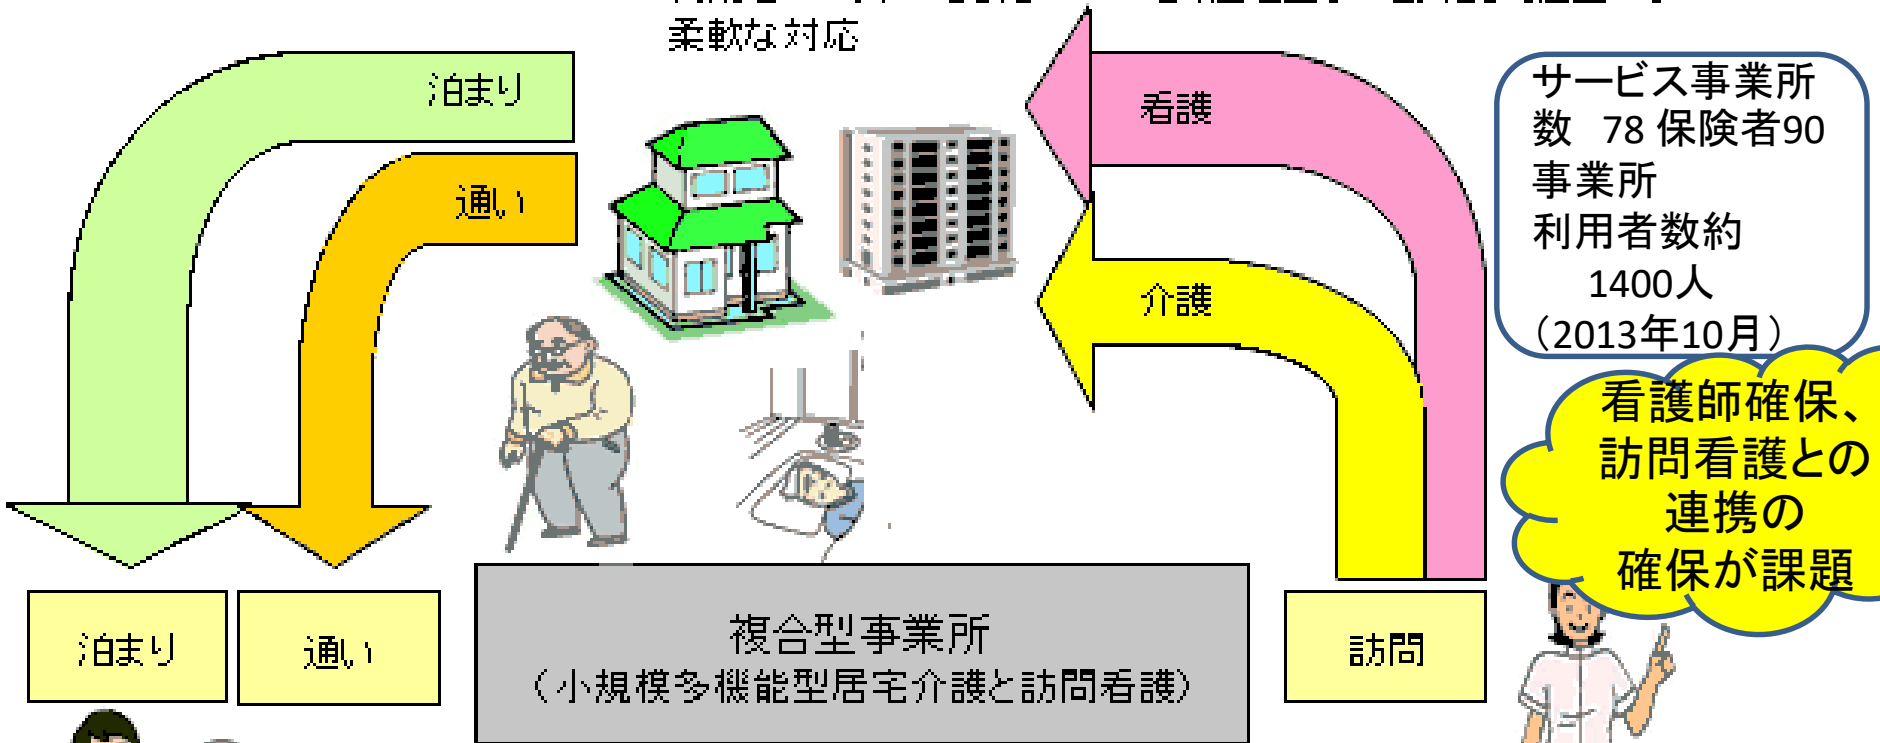 柔軟な対応
泊まり
通い
看護
介護
サービス事業所
数 78 保険者90
事業所
利用者数約
1400人
（2013年10月）
看護師確保、
訪問看護との
連携の
確保が課題
泊まり
通い
複合型事業所
（小規模多機能型居宅介護と訪問看護）
訪問